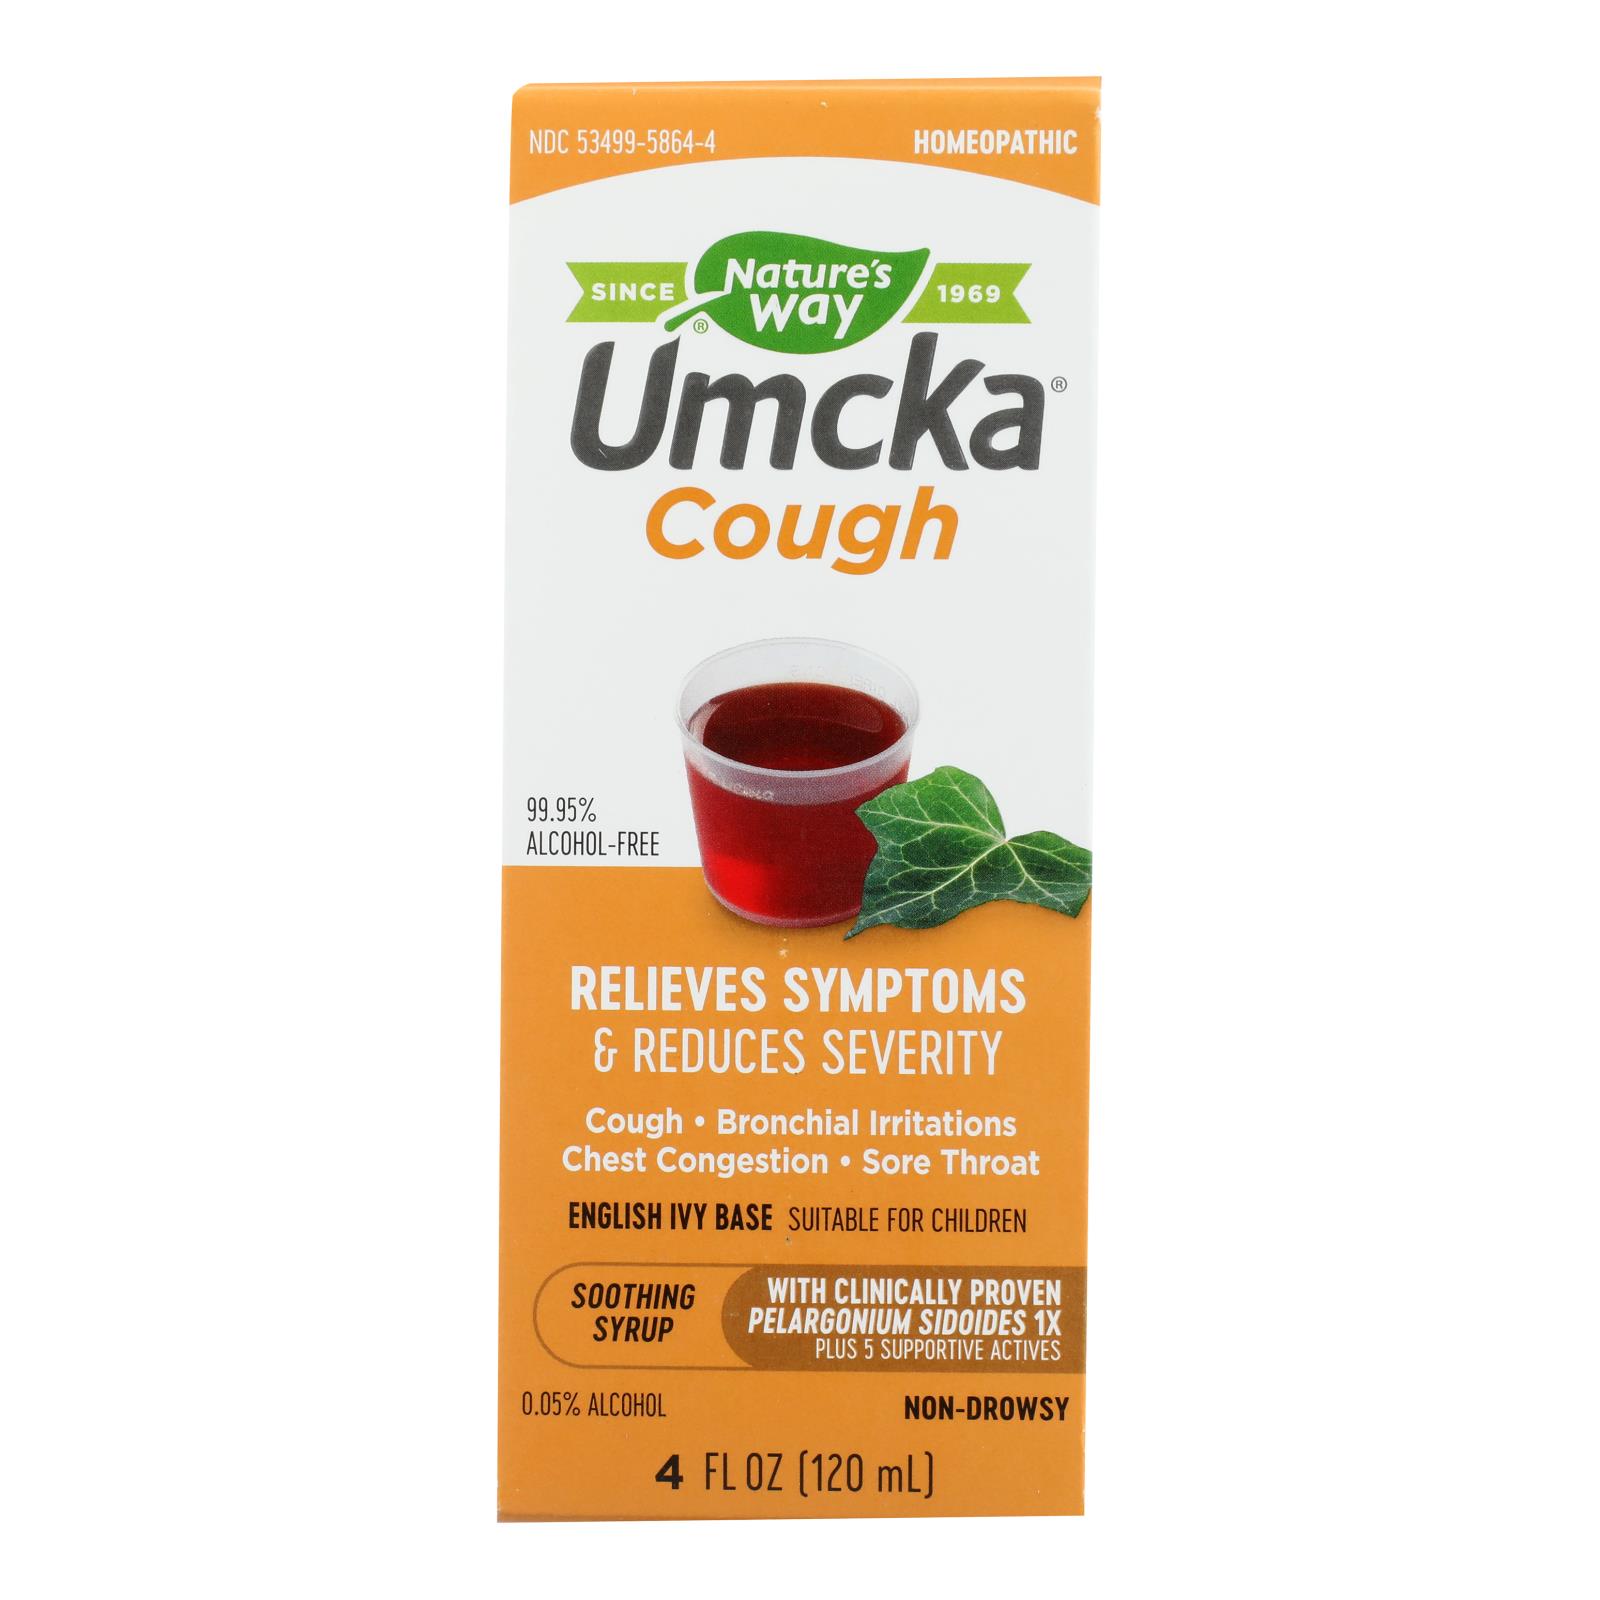 NDC 53499-5864-4 HOMEOPATHIC
SINCE Nature's Way® 1969
Umcka®
Cough
99.95%
ALCOHOL-FREE
RELIEVES SYMPTOMS
& REDUCES SEVERITY
Cough • Bronchial Irritations
Chest Congestion • Sore Throat
ENGLISH IVY BASE SUITABLE FOR CHILDREN
SOOTHING
SYRUP
WITH CLINICALLY PROVEN
PELARGONIUM SIDOIDES 1X
PLUS 5 SUPPORTIVE ACTIVES
0.05% ALCOHOL NON-DROWSY
4 FL OZ (120 mL)